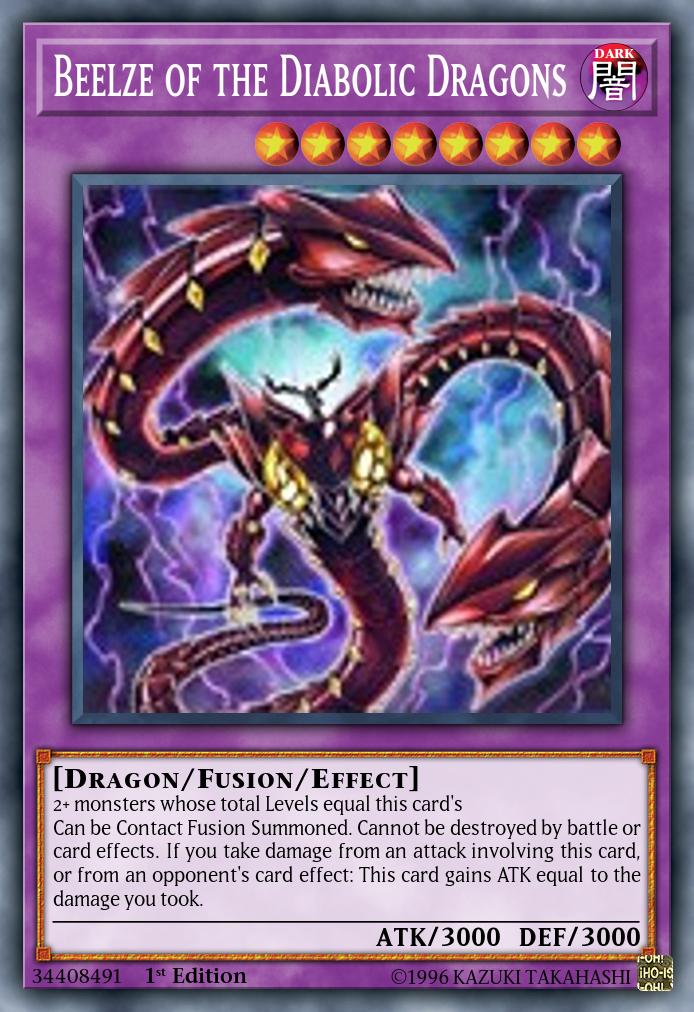 BEELZE OF THE DIABOLIC DRAGONS
DARK
闇
[DRAGON/FUSION/EFFECT]
2+ monsters whose total Levels equal this card's
Can be Contact Fusion Summoned. Cannot be destroyed by battle or
card effects. If you take damage from an attack involving this card,
or from an opponent's card effect: This card gains ATK equal to the
damage you took.
ATK/3000 DEF/3000
34408491 1st Edition ©1996 KAZUKI TAKAHASHI